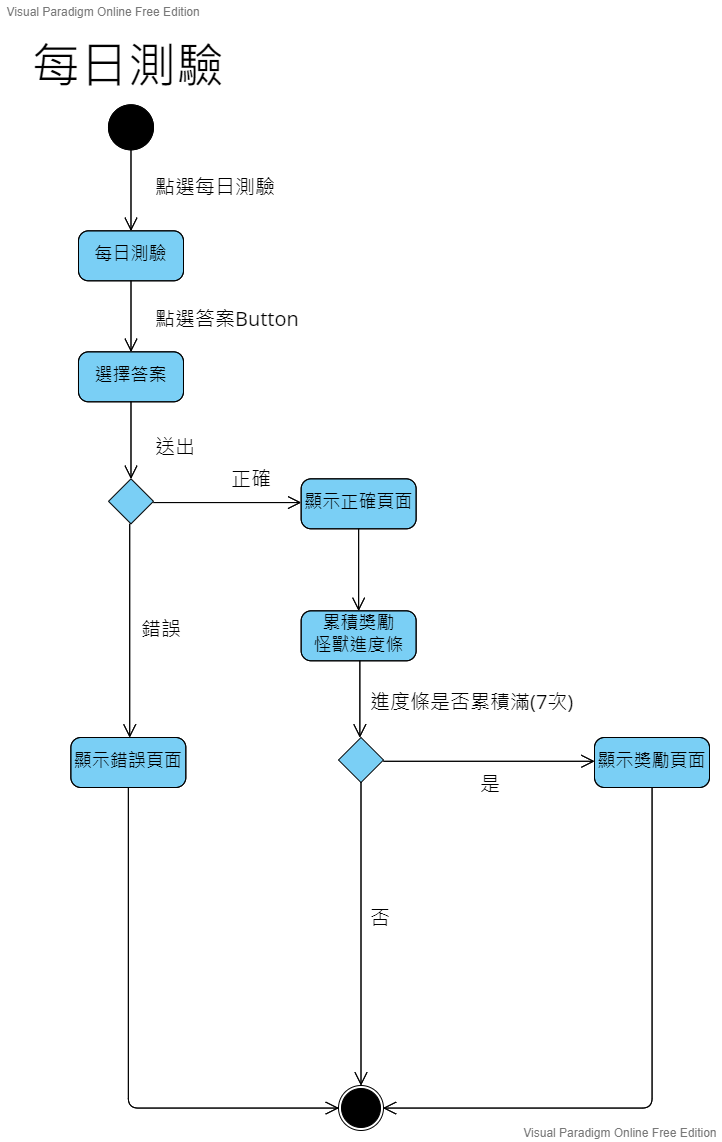 Visual Paradigm Online Free Edition
每日測驗
點選每日測驗
每日測驗
點選答案Button
選擇答案
送出
正確
顯示正確頁面
錯誤
累積獎勵
怪獸進度條
進度條是否累積滿(7次)
顯示錯誤頁面
顯示獎勵頁面
是
否
Visual Paradigm Online Free Edition